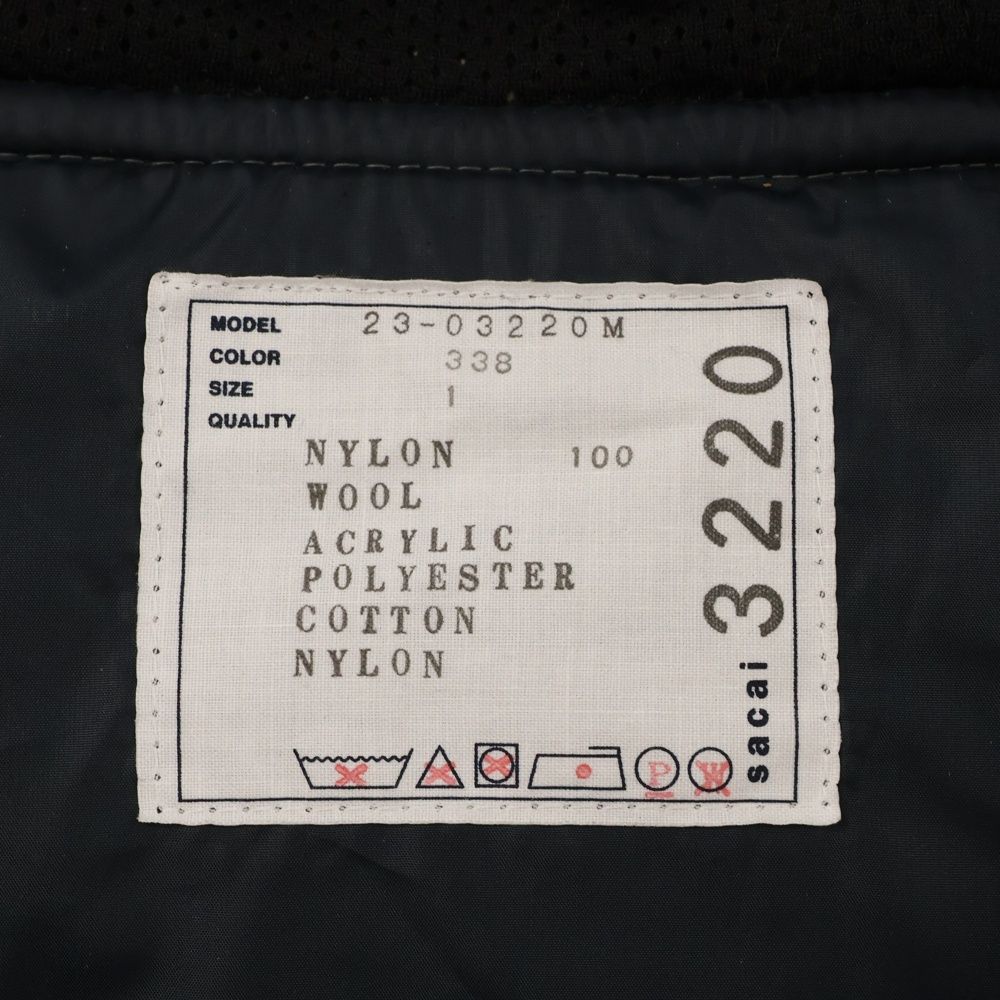 MODEL 23-03220M
COLOR 338
SIZE 1
QUALITY
NYLON 100
WOOL
ACRYLIC
POLYESTER
COTTON
NYLON
P W
sacai 3220